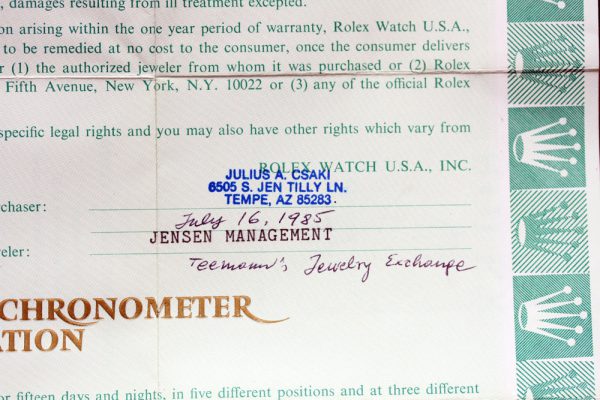 , damages resulting from ill treatment excepted.
on arising within the one year period of warranty, Rolex Watch U.S.A.,
to be remedied at no cost to the consumer, once the consumer delivers
r (1) the authorized jeweler from whom it was purchased or (2) Rolex
Fifth Avenue, New York, N.Y. 10022 or (3) any of the official Rolex
specific legal rights and you may also have other rights which vary from
ROLEX WATCH U.S.A., INC.
JULIUS A. CSAKI
6505 S. JEN TILLY LN.
TEMPE, AZ 85283.
rchaser:
July 16, 1985
JENSEN MANAGEMENT
eweler:
Teemann's Jewelry Exchange
CHRONOMETER
ATION
or fifteen days and nights, in five different positions and at three different